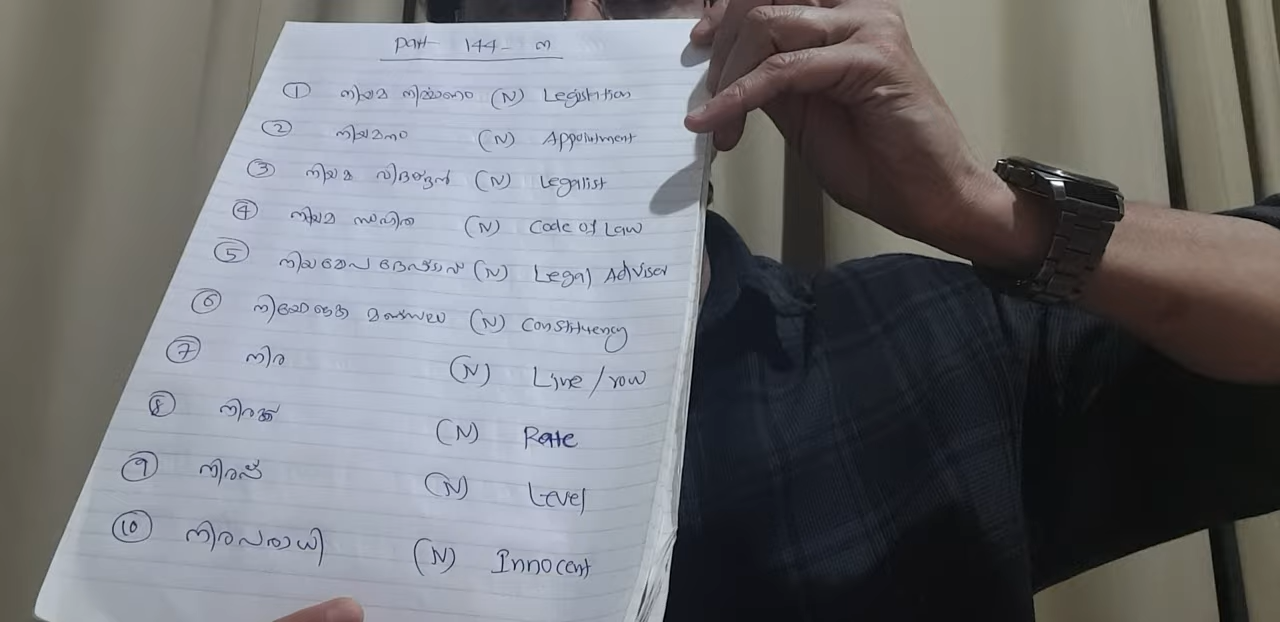 Part 144 - ന
① നിയമ നിർമ്മാണം (N) Legislation
② നിയമനം (N) Appointment
③ നിയമ വിദഗ്ദ്ധൻ (N) Legalist
④ നിയമ സംഹിത (N) Code of Law
⑤ നിയമോപദേഷ്ടാവ് (N) Legal Advisor
⑥ നിയോജക മണ്ഡലം (N) Constituency
⑦ നിര (N) Line / row
⑧ നിരക്ക് (N) Rate
⑨ നിരപ്പ് (N) Level
⑩ നിരപരാധി (N) Innocent